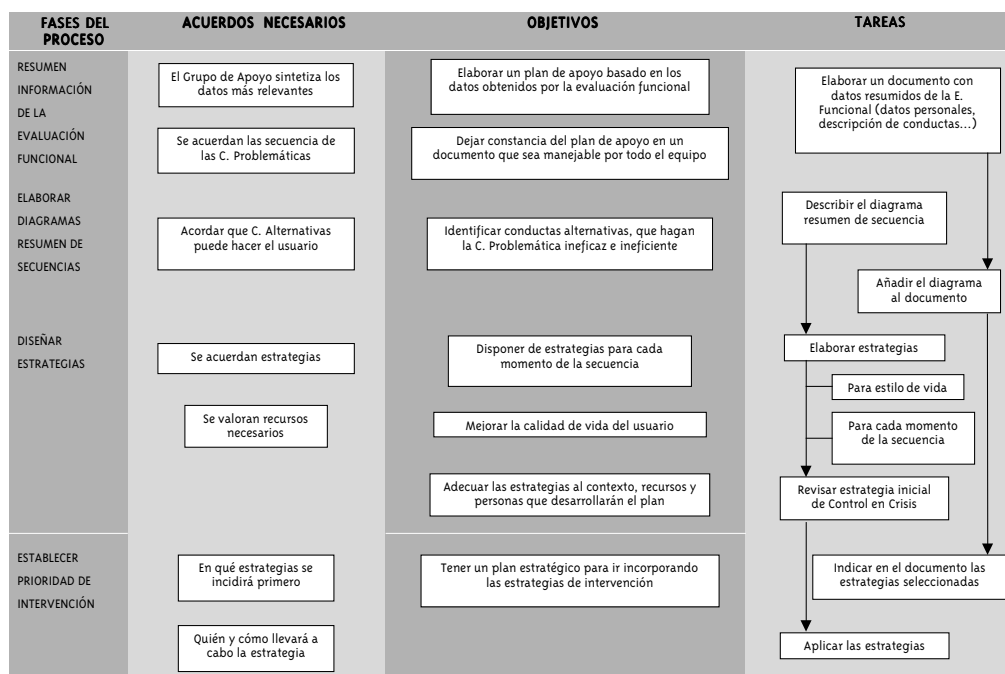 FASES DEL
PROCESO
ACUERDOS NECESARIOS
OBJETIVOS
TAREAS
RESUMEN
INFORMACIÓN
DE LA
EVALUACIÓN
FUNCIONAL
El Grupo de Apoyo sintetiza los
datos más relevantes
Se acuerdan las secuencia de
las C. Problemáticas
Elaborar un plan de apoyo basado en los
datos obtenidos por la evaluación funcional
Dejar constancia del plan de apoyo en un
documento que sea manejable por todo el equipo
Elaborar un documento con
datos resumidos de la E.
Funcional (datos personales,
descripción de conductas...)
ELABORAR
DIAGRAMAS
RESUMEN DE
SECUENCIAS
Acordar que C. Alternativas
puede hacer el usuario
Identificar conductas alternativas, que hagan
la C. Problemática ineficaz e ineficiente
Describir el diagrama
resumen de secuencia
Añadir el diagrama
al documento
DISEÑAR
ESTRATEGIAS
Se acuerdan estrategias
Se valoran recursos
necesarios
Disponer de estrategias para cada
momento de la secuencia
Mejorar la calidad de vida del usuario
Adecuar las estrategias al contexto, recursos y
personas que desarrollarán el plan
Elaborar estrategias
Para estilo de vida
Para cada momento
de la secuencia
Revisar estrategia inicial
de Control en Crisis
ESTABLECER
PRIORIDAD DE
INTERVENCIÓN
En qué estrategias se
incidirá primero
Quién y cómo llevará a
cabo la estrategia
Tener un plan estratégico para ir incorporando
las estrategias de intervención
Indicar en el documento las
estrategias seleccionadas
Aplicar las estrategias